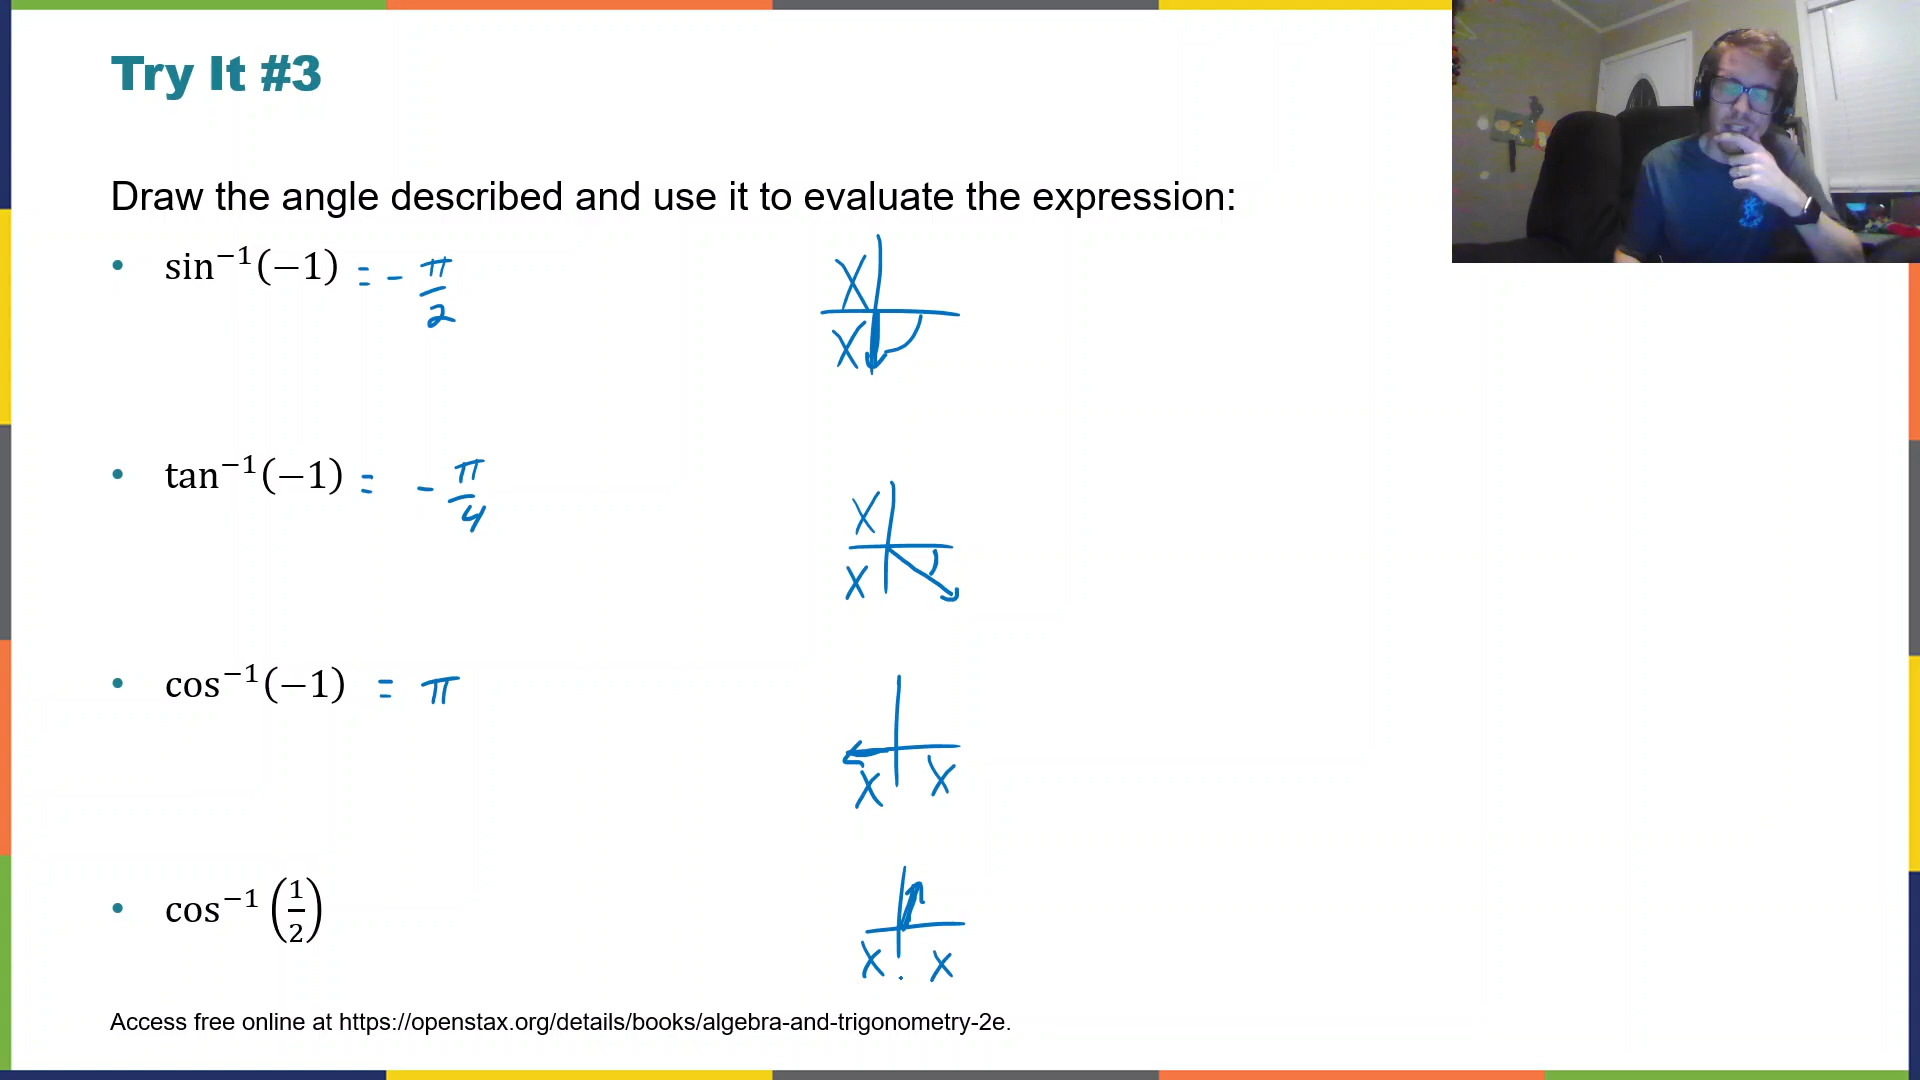 Try It #3
Draw the angle described and use it to evaluate the expression:
• sin⁻¹(−1) = - π/2
X
X
• tan⁻¹(−1) = - π/4
X
X
• cos⁻¹(−1) = π
X X
• cos⁻¹(1/2)
X X
Access free online at https://openstax.org/details/books/algebra-and-trigonometry-2e.